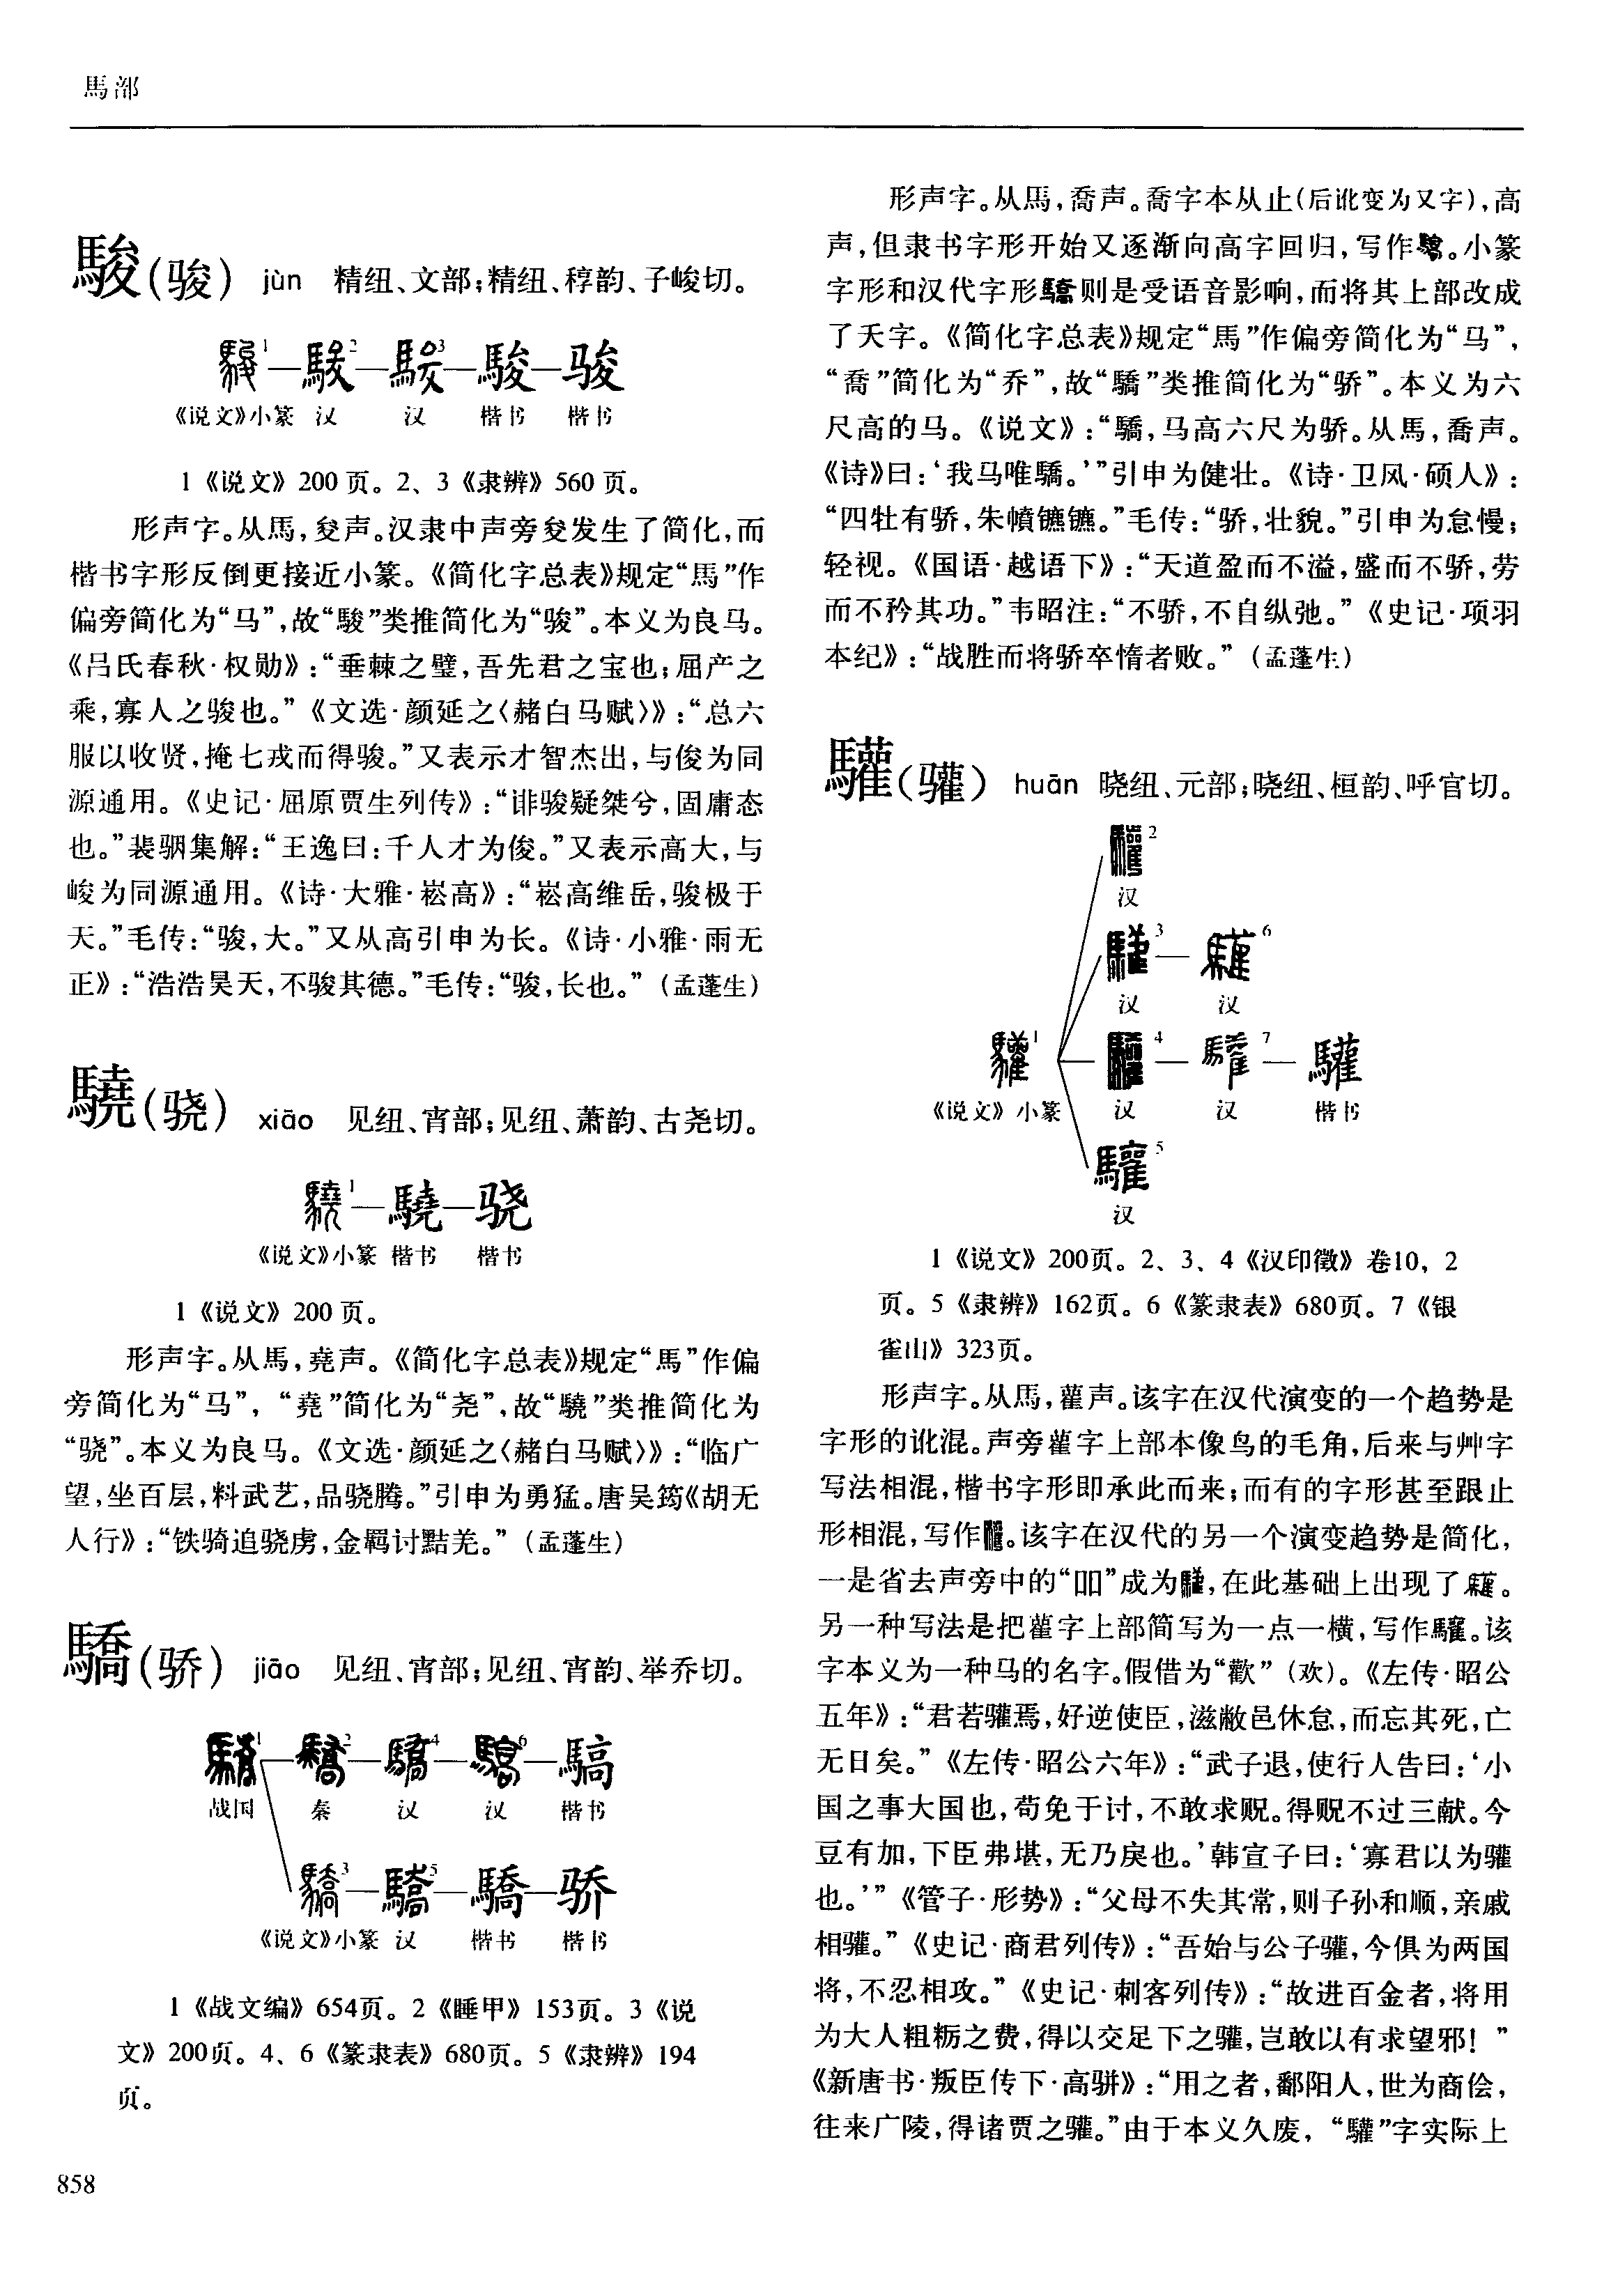 馬部
駿(骏) jùn 精纽、文部;精纽、稕韵、子峻切。
1—2—3—駿—骏
《说文》小篆 汉 汉 楷书 楷书
1《说文》200页。2、3《隶辨》560页。
形声字。从馬,夋声。汉隶中声旁夋发生了简化,而
楷书字形反倒更接近小篆。《简化字总表》规定“馬”作
偏旁简化为“马”,故“駿”类推简化为“骏”。本义为良马。
《吕氏春秋·权勋》:“垂棘之璧,吾先君之宝也;屈产之
乘,寡人之骏也。”《文选·颜延之〈赭白马赋〉》:“总六
服以收贤,掩七戎而得骏。”又表示才智杰出,与俊为同
源通用。《史记·屈原贾生列传》:“诽骏疑桀兮,固庸态
也。”裴骃集解:“王逸曰:千人才为俊。”又表示高大,与
峻为同源通用。《诗·大雅·崧高》:“崧高维岳,骏极于
天。”毛传:“骏,大。”又从高引申为长。《诗·小雅·雨无
正》:“浩浩昊天,不骏其德。”毛传:“骏,长也。”(孟蓬生)
驍(骁) xiāo 见纽、宵部;见纽、萧韵、古尧切。
1—驍—骁
《说文》小篆 楷书 楷书
1《说文》200页。
形声字。从馬,堯声。《简化字总表》规定“馬”作偏
旁简化为“马”,“堯”简化为“尧”,故“驍”类推简化为
“骁”。本义为良马。《文选·颜延之〈赭白马赋〉》:“临广
望,坐百层,料武艺,品骁腾。”引申为勇猛。唐吴筠《胡无
人行》:“铁骑追骁虏,金羁讨黠羌。”(孟蓬生)
驕(骄) jiāo 见纽、宵部;见纽、宵韵、举乔切。
1—2—4—6—騙
战国 秦 汉 汉 楷书
3—5—驕—骄
《说文》小篆 汉 楷书 楷书
1《战文编》654页。2《睡甲》153页。3《说
文》200页。4、6《篆隶表》680页。5《隶辨》194
页。
形声字。从馬,喬声。喬字本从止(后讹变为又字),高
声,但隶书字形开始又逐渐向高字回归,写作。小篆
字形和汉代字形则是受语音影响,而将其上部改成
了夭字。《简化字总表》规定“馬”作偏旁简化为“马”,
“喬”简化为“乔”,故“驕”类推简化为“骄”。本义为六
尺高的马。《说文》:“驕,马高六尺为骄。从馬,喬声。
《诗》曰:‘我马唯驕。’”引申为健壮。《诗·卫风·硕人》:
“四牡有骄,朱幩镳镳。”毛传:“骄,壮貌。”引申为怠慢;
轻视。《国语·越语下》:“天道盈而不溢,盛而不骄,劳
而不矜其功。”韦昭注:“不骄,不自纵弛。”《史记·项羽
本纪》:“战胜而将骄卒惰者败。”(孟蓬生)
驩(𬴊) huān 晓纽、元部;晓纽、桓韵、呼官切。
2
汉
3—6
汉 汉
1—4—7—驩
《说文》小篆 汉 汉 楷书
5
汉
1《说文》200页。2、3、4《汉印徵》卷10,2
页。5《隶辨》162页。6《篆隶表》680页。7《银
雀山》323页。
形声字。从馬,雚声。该字在汉代演变的一个趋势是
字形的讹混。声旁雚字上部本像鸟的毛角,后来与艸字
写法相混,楷书字形即承此而来;而有的字形甚至跟止
形相混,写作。该字在汉代的另一个演变趋势是简化,
一是省去声旁中的“吅”成为,在此基础上出现了。
另一种写法是把雚字上部简写为一点一横,写作。该
字本义为一种马的名字。假借为“歡”(欢)。《左传·昭公
五年》:“君若驩焉,好逆使臣,滋敝邑休怠,而忘其死,亡
无日矣。”《左传·昭公六年》:“武子退,使行人告曰:‘小
国之事大国也,苟免于讨,不敢求贶。得贶不过三献。今
豆有加,下臣弗堪,无乃戾也。’韩宣子曰:‘寡君以为驩
也。’”《管子·形势》:“父母不失其常,则子孙和顺,亲戚
相驩。”《史记·商君列传》:“吾始与公子驩,今俱为两国
将,不忍相攻。”《史记·刺客列传》:“故进百金者,将用
为大人粗粝之费,得以交足下之驩,岂敢以有求望邪!”
《新唐书·叛臣传下·高骈》:“用之者,鄱阳人,世为商侩,
往来广陵,得诸贾之驩。”由于本义久废,“驩”字实际上
858